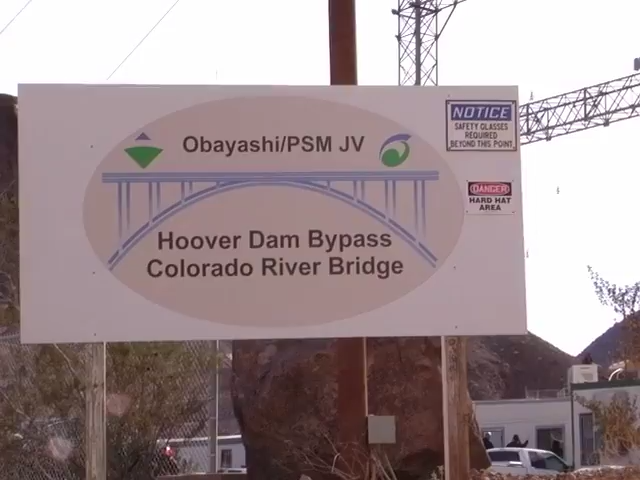 Obayashi/PSM JV
Hoover Dam Bypass
Colorado River Bridge
NOTICE
SAFETY GLASSES
REQUIRED
BEYOND THIS POINT
DANGER
HARD HAT
AREA